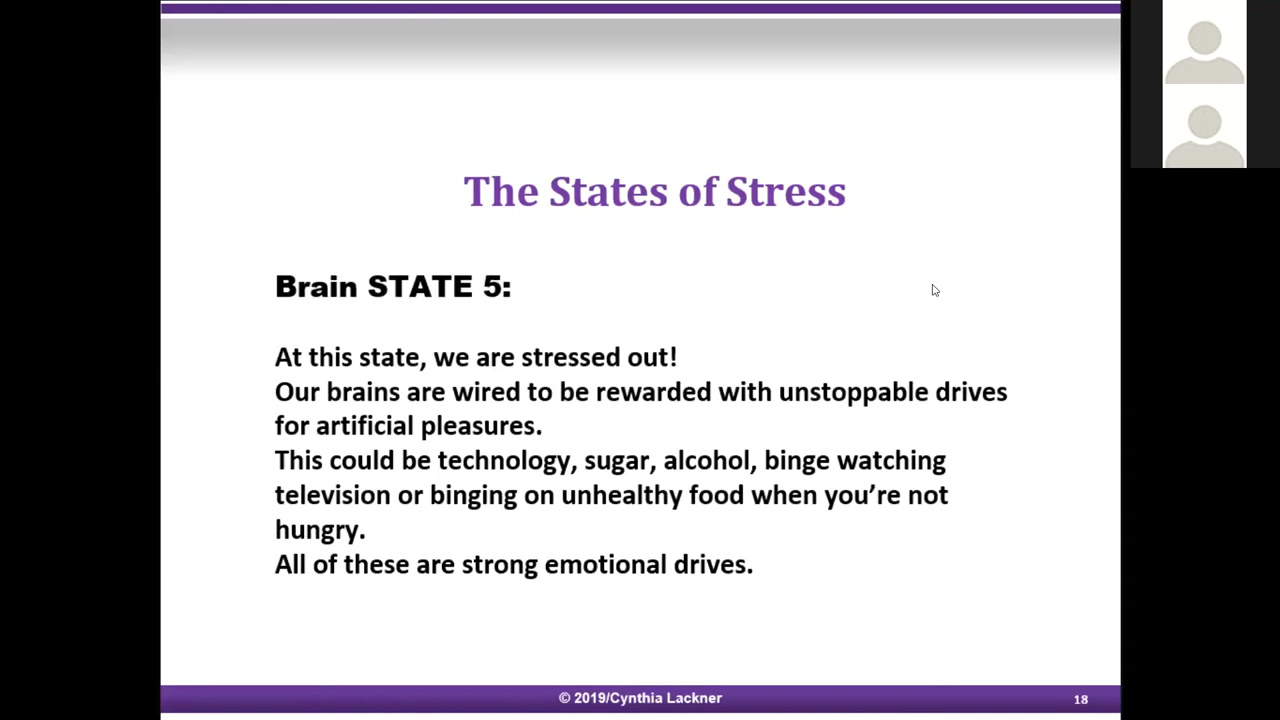 The States of Stress
Brain STATE 5:
At this state, we are stressed out!
Our brains are wired to be rewarded with unstoppable drives
for artificial pleasures.
This could be technology, sugar, alcohol, binge watching
television or binging on unhealthy food when you’re not
hungry.
All of these are strong emotional drives.
© 2019/Cynthia Lackner
18